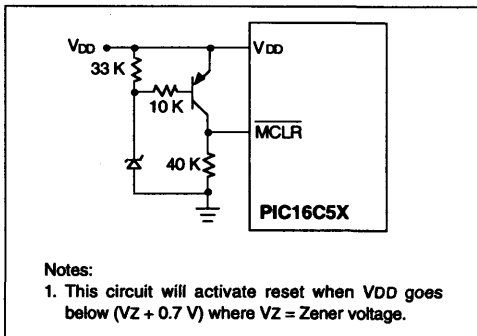 VDD
VDD
33 K
10 K
MCLR
40 K
PIC16C5X
Notes:
1. This circuit will activate reset when VDD goes
below (VZ + 0.7 V) where VZ = Zener voltage.